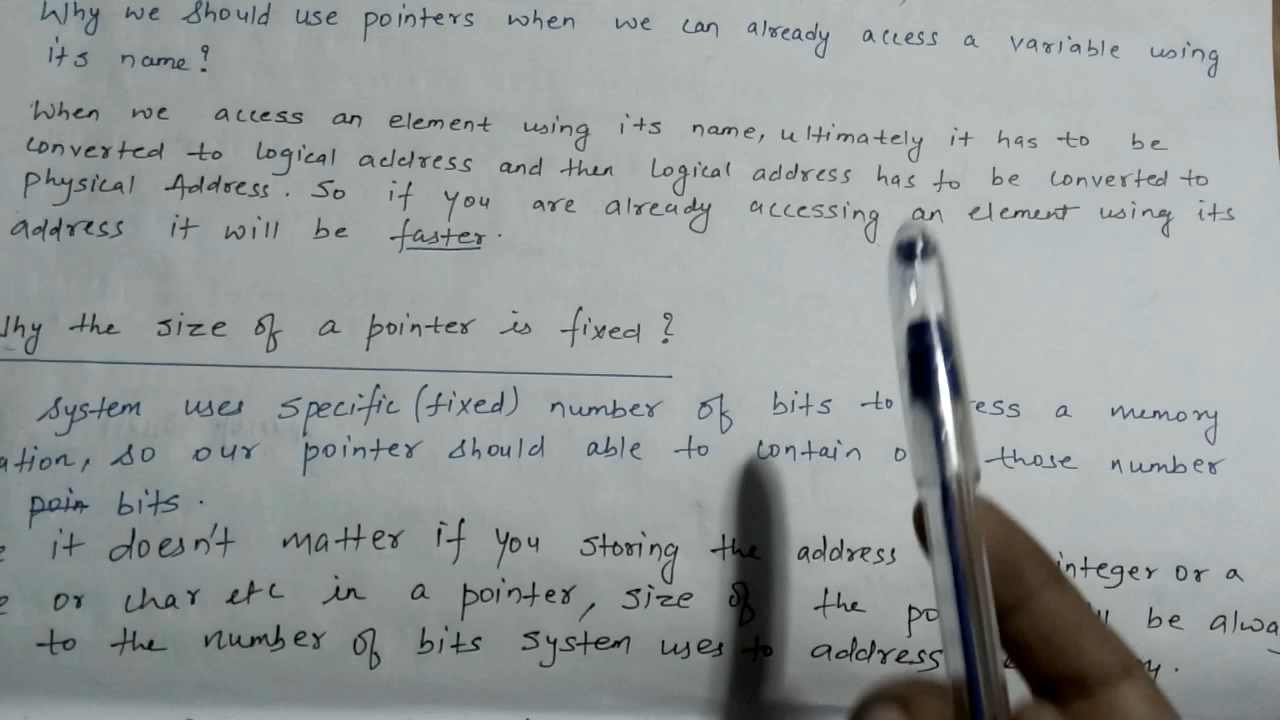 Why we should use pointers when we can already access a variable using
its name?
When we access an element using its name, ultimately it has to be
converted to logical address and then Logical address has to be converted to
physical Address. So if you are already accessing an element using its
address it will be faster.
the size of a pointer is fixed?
System uses specific (fixed) number of bits to a memory
so our pointer should able to contain those number
bits.
it doesn't matter if you storing the address integer or a
or char etc in a pointer, size of the be
to the number of bits system uses to address